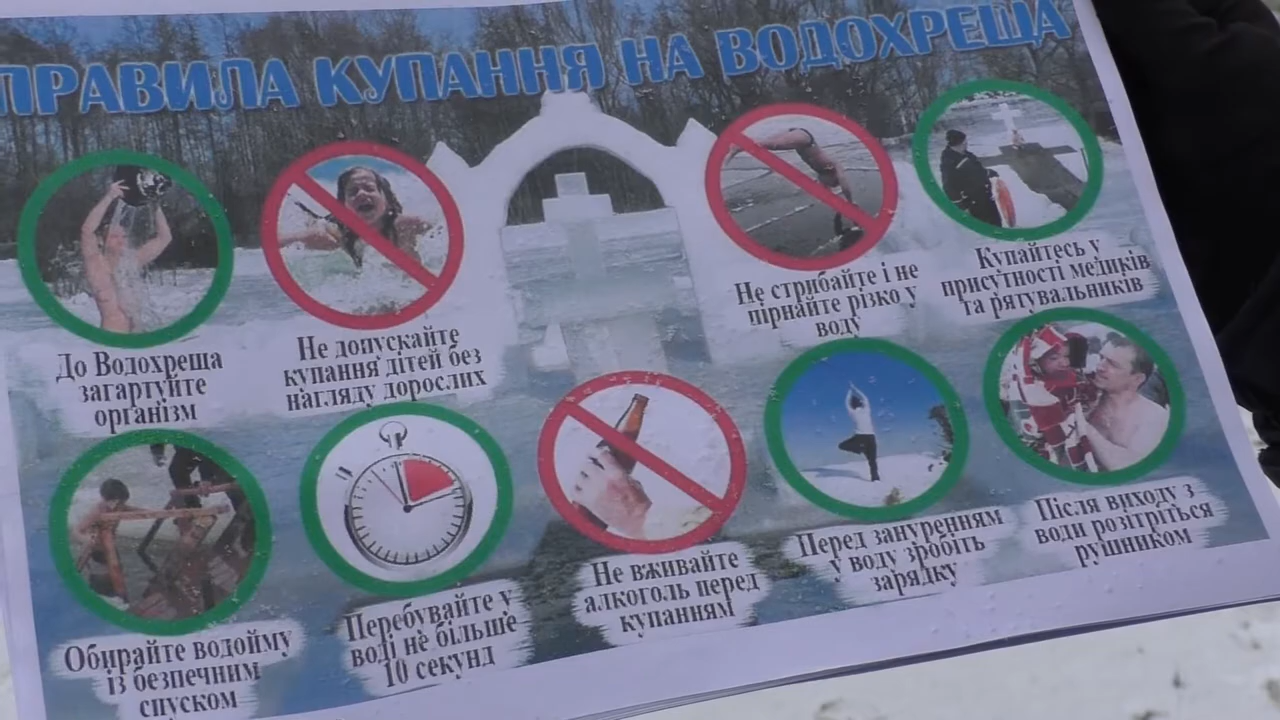 ПРАВИЛА КУПАННЯ НА ВОДОХРЕЩА
До Водохреща
загартуйте
організм
Не допускайте
купання дітей без
нагляду дорослих
Не стрибайте і не
пірнайте різко у
воду
Купайтесь у
присутності медиків
та рятувальників
Обирайте водойму
із безпечним
спуском
Перебувайте у
воді не більше
10 секунд
Не вживайте
алкоголь перед
купанням
Перед зануренням
у воду зробіть
зарядку
Після виходу з
води розітріться
рушником